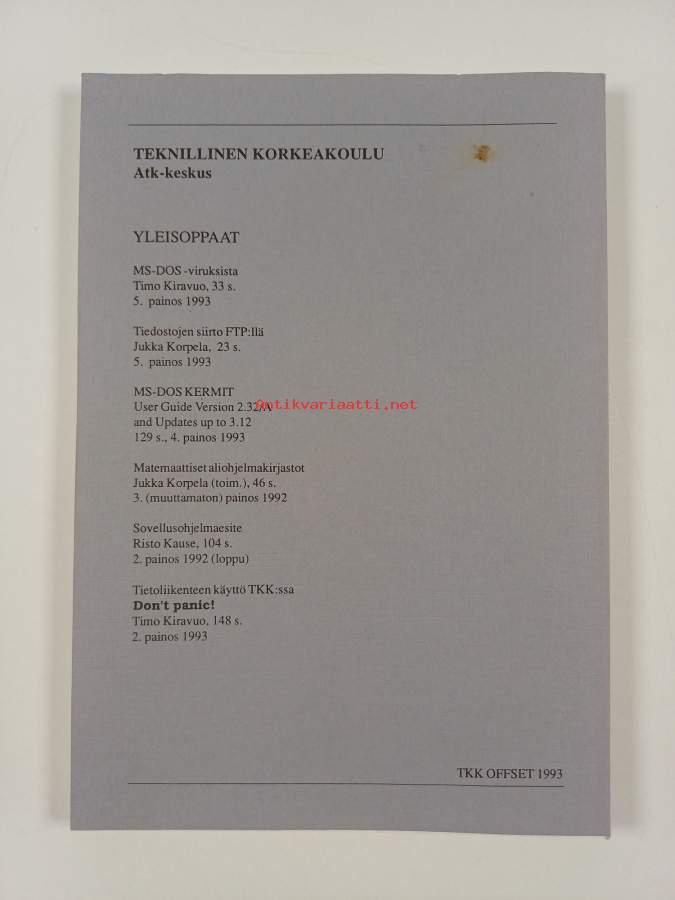 TEKNILLINEN KORKEAKOULU
Atk-keskus
YLEISOPPAAT
MS-DOS -viruksista
Timo Kiravuo, 33 s.
5. painos 1993
Tiedostojen siirto FTP:llä
Jukka Korpela, 23 s.
5. painos 1993
MS-DOS KERMIT
User Guide Version 2.32/A
Antikvariaatti.net
and Updates up to 3.12
129 s., 4. painos 1993
Matemaattiset aliohjelmakirjastot
Jukka Korpela (toim.), 46 s.
3. (muuttamaton) painos 1992
Sovellusohjelmaesite
Risto Kause, 104 s.
2. painos 1992 (loppu)
Tietoliikenteen käyttö TKK:ssa
Don't panic!
Timo Kiravuo, 148 s.
2. painos 1993
TKK OFFSET 1993